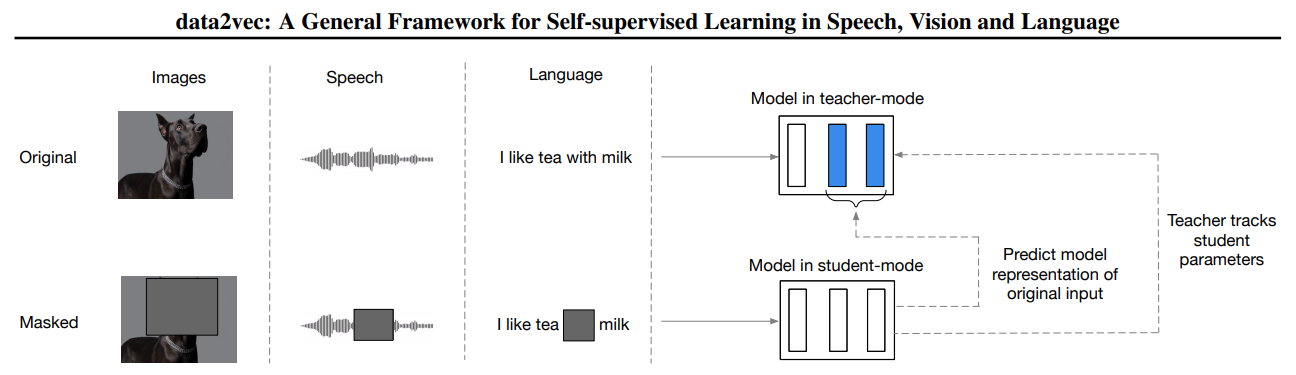 data2vec: A General Framework for Self-supervised Learning in Speech, Vision and Language
Images
Speech
Language
Model in teacher-mode
Original
I like tea with milk
Teacher tracks
student
parameters
Predict model
representation of
original input
Model in student-mode
Masked
I like tea
milk